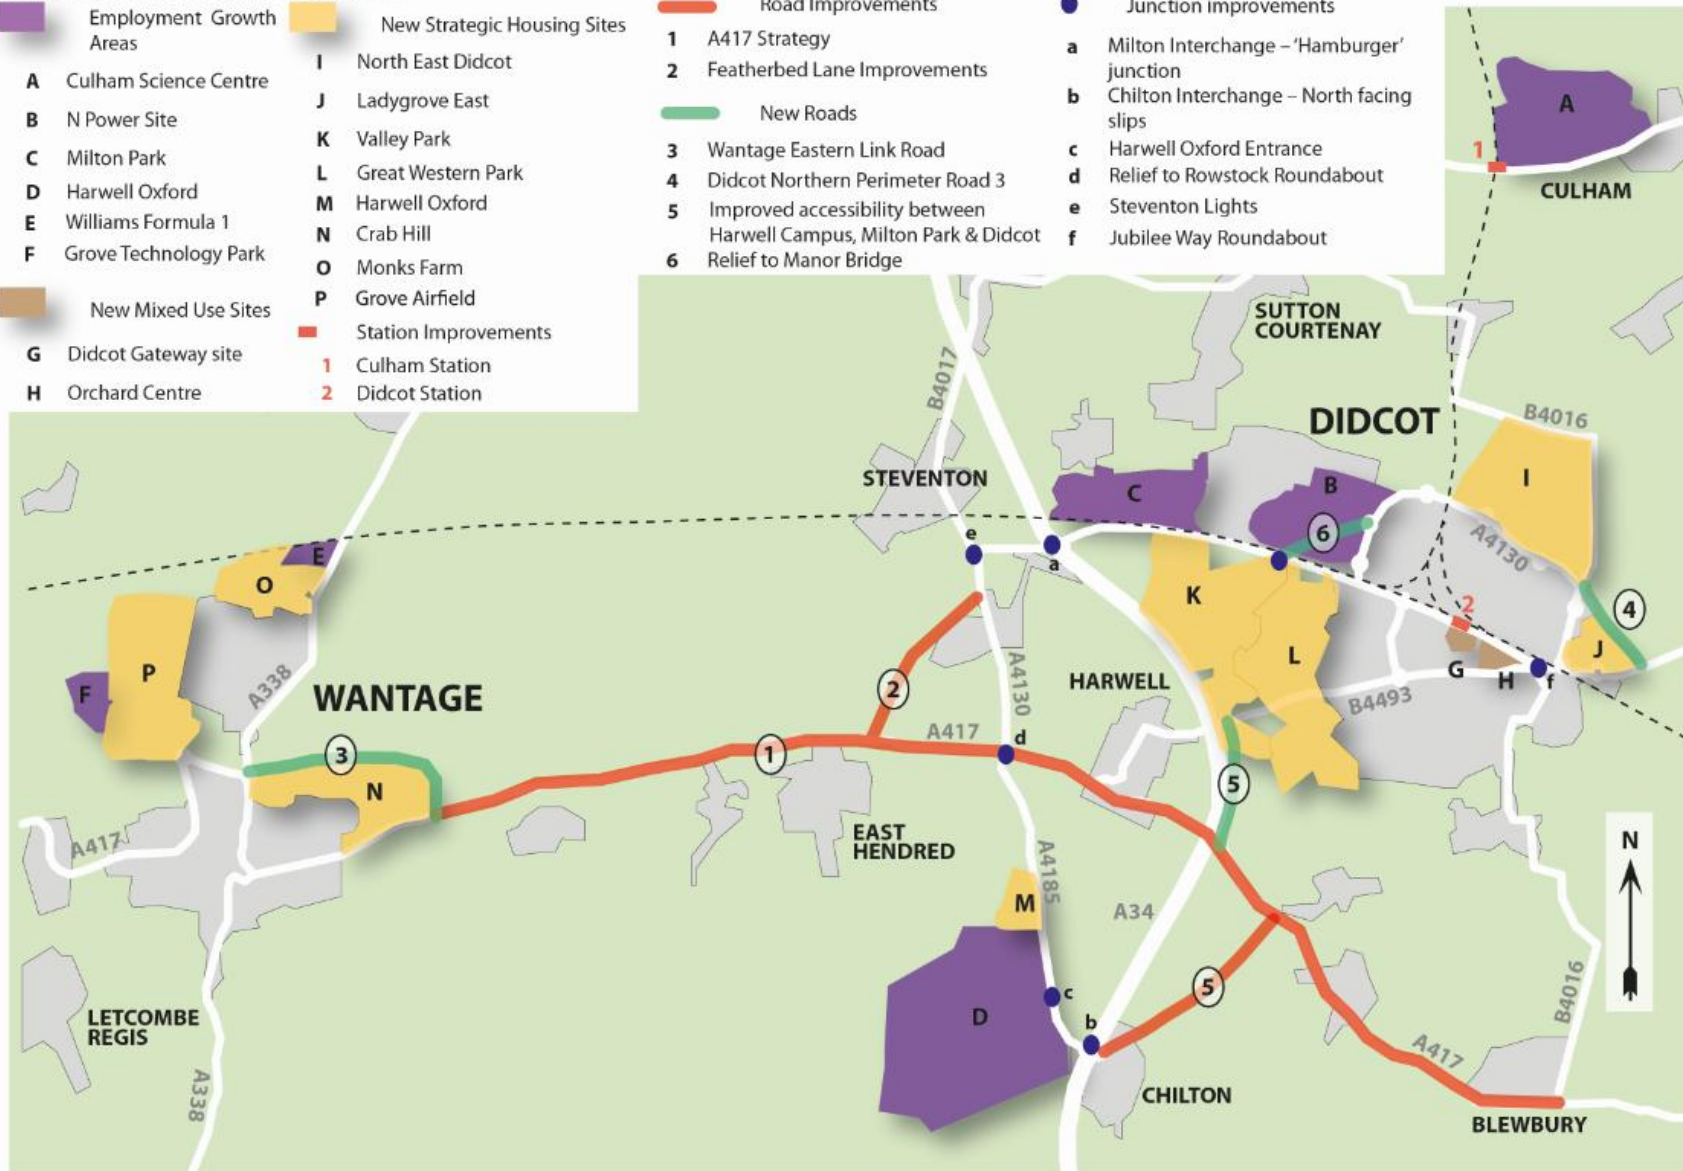 Employment Growth
Areas
A Culham Science Centre
B N Power Site
C Milton Park
D Harwell Oxford
E Williams Formula 1
F Grove Technology Park
New Mixed Use Sites
G Didcot Gateway site
H Orchard Centre
New Strategic Housing Sites
I North East Didcot
J Ladygrove East
K Valley Park
L Great Western Park
M Harwell Oxford
N Crab Hill
O Monks Farm
P Grove Airfield
Station Improvements
1 Culham Station
2 Didcot Station
Road Improvements
1 A417 Strategy
2 Featherbed Lane Improvements
New Roads
3 Wantage Eastern Link Road
4 Didcot Northern Perimeter Road 3
5 Improved accessibility between
Harwell Campus, Milton Park & Didcot
6 Relief to Manor Bridge
Junction improvements
a Milton Interchange – ‘Hamburger’
junction
b Chilton Interchange – North facing
slips
c Harwell Oxford Entrance
d Relief to Rowstock Roundabout
e Steventon Lights
f Jubilee Way Roundabout
A
1
CULHAM
SUTTON
COURTENAY
B4017
DIDCOT
B4016
STEVENTON
C
B
I
6
A4130
e
a
E
O
K
2
4
P
L
J
F
A338
WANTAGE
2
A4130
HARWELL
G
H
f
B4493
A417
d
3
1
N
5
A417
EAST
HENDRED
A4185
N
M
A34
D
c
5
b
LETCOMBE
REGIS
A338
B4016
A417
CHILTON
BLEWBURY